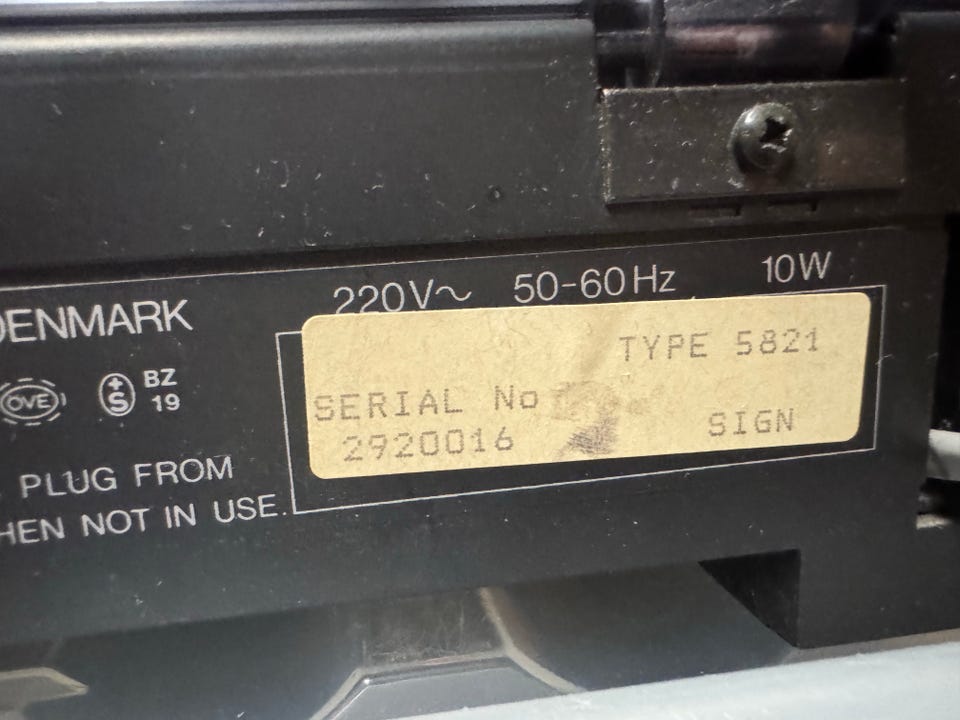 DENMARK
220V~ 50-60Hz 10W
TYPE 5821
SERIAL No
2920016
SIGN
ÖVE
+S
BZ
19
PLUG FROM
HEN NOT IN USE.